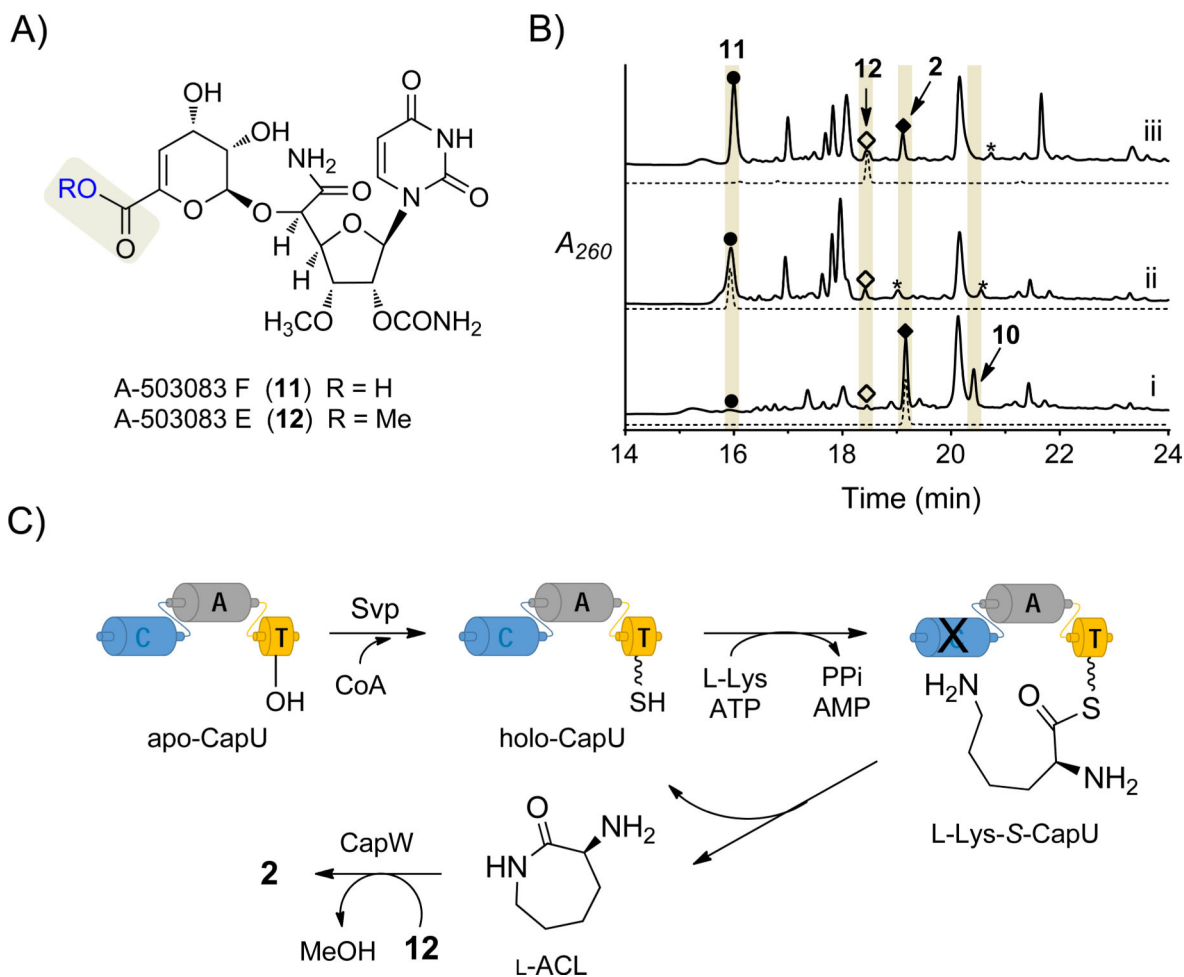 A)
OH
OH
RO
O
O
NH2
O
O
H
H
O
O
NH
N
O
H3CO
OCONH2
A-503083 F (11) R = H
A-503083 E (12) R = Me
B)
11
12
2
iii
*
A260
ii
*
*
10
i
14 16 18 20 22 24
Time (min)
C)
C A T
OH
apo-CapU
Svp
CoA
C A T
SH
holo-CapU
L-Lys
ATP
PPi
AMP
X A T
H2N
O
S
NH2
L-Lys-S-CapU
O
NH2
HN
L-ACL
CapW
2
MeOH
12